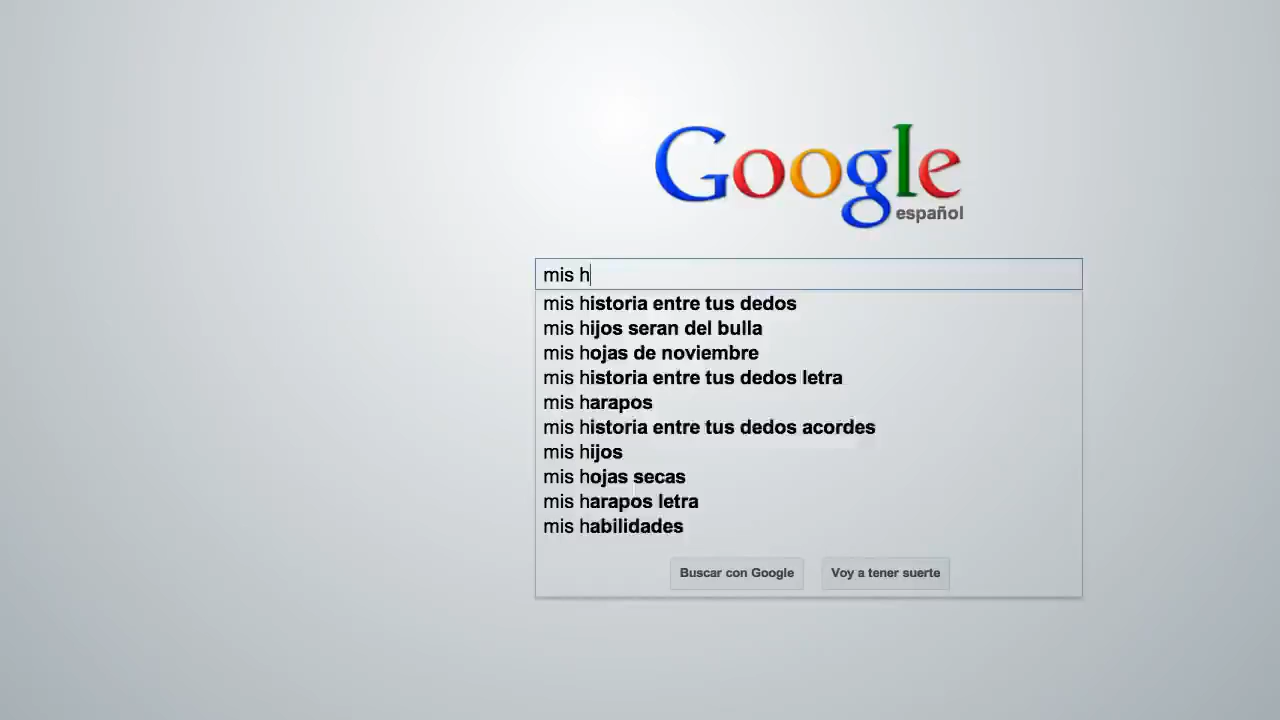 Google
español
mis h
mis historia entre tus dedos
mis hijos seran del bulla
mis hojas de noviembre
mis historia entre tus dedos letra
mis harapos
mis historia entre tus dedos acordes
mis hijos
mis hojas secas
mis harapos letra
mis habilidades
Buscar con Google Voy a tener suerte